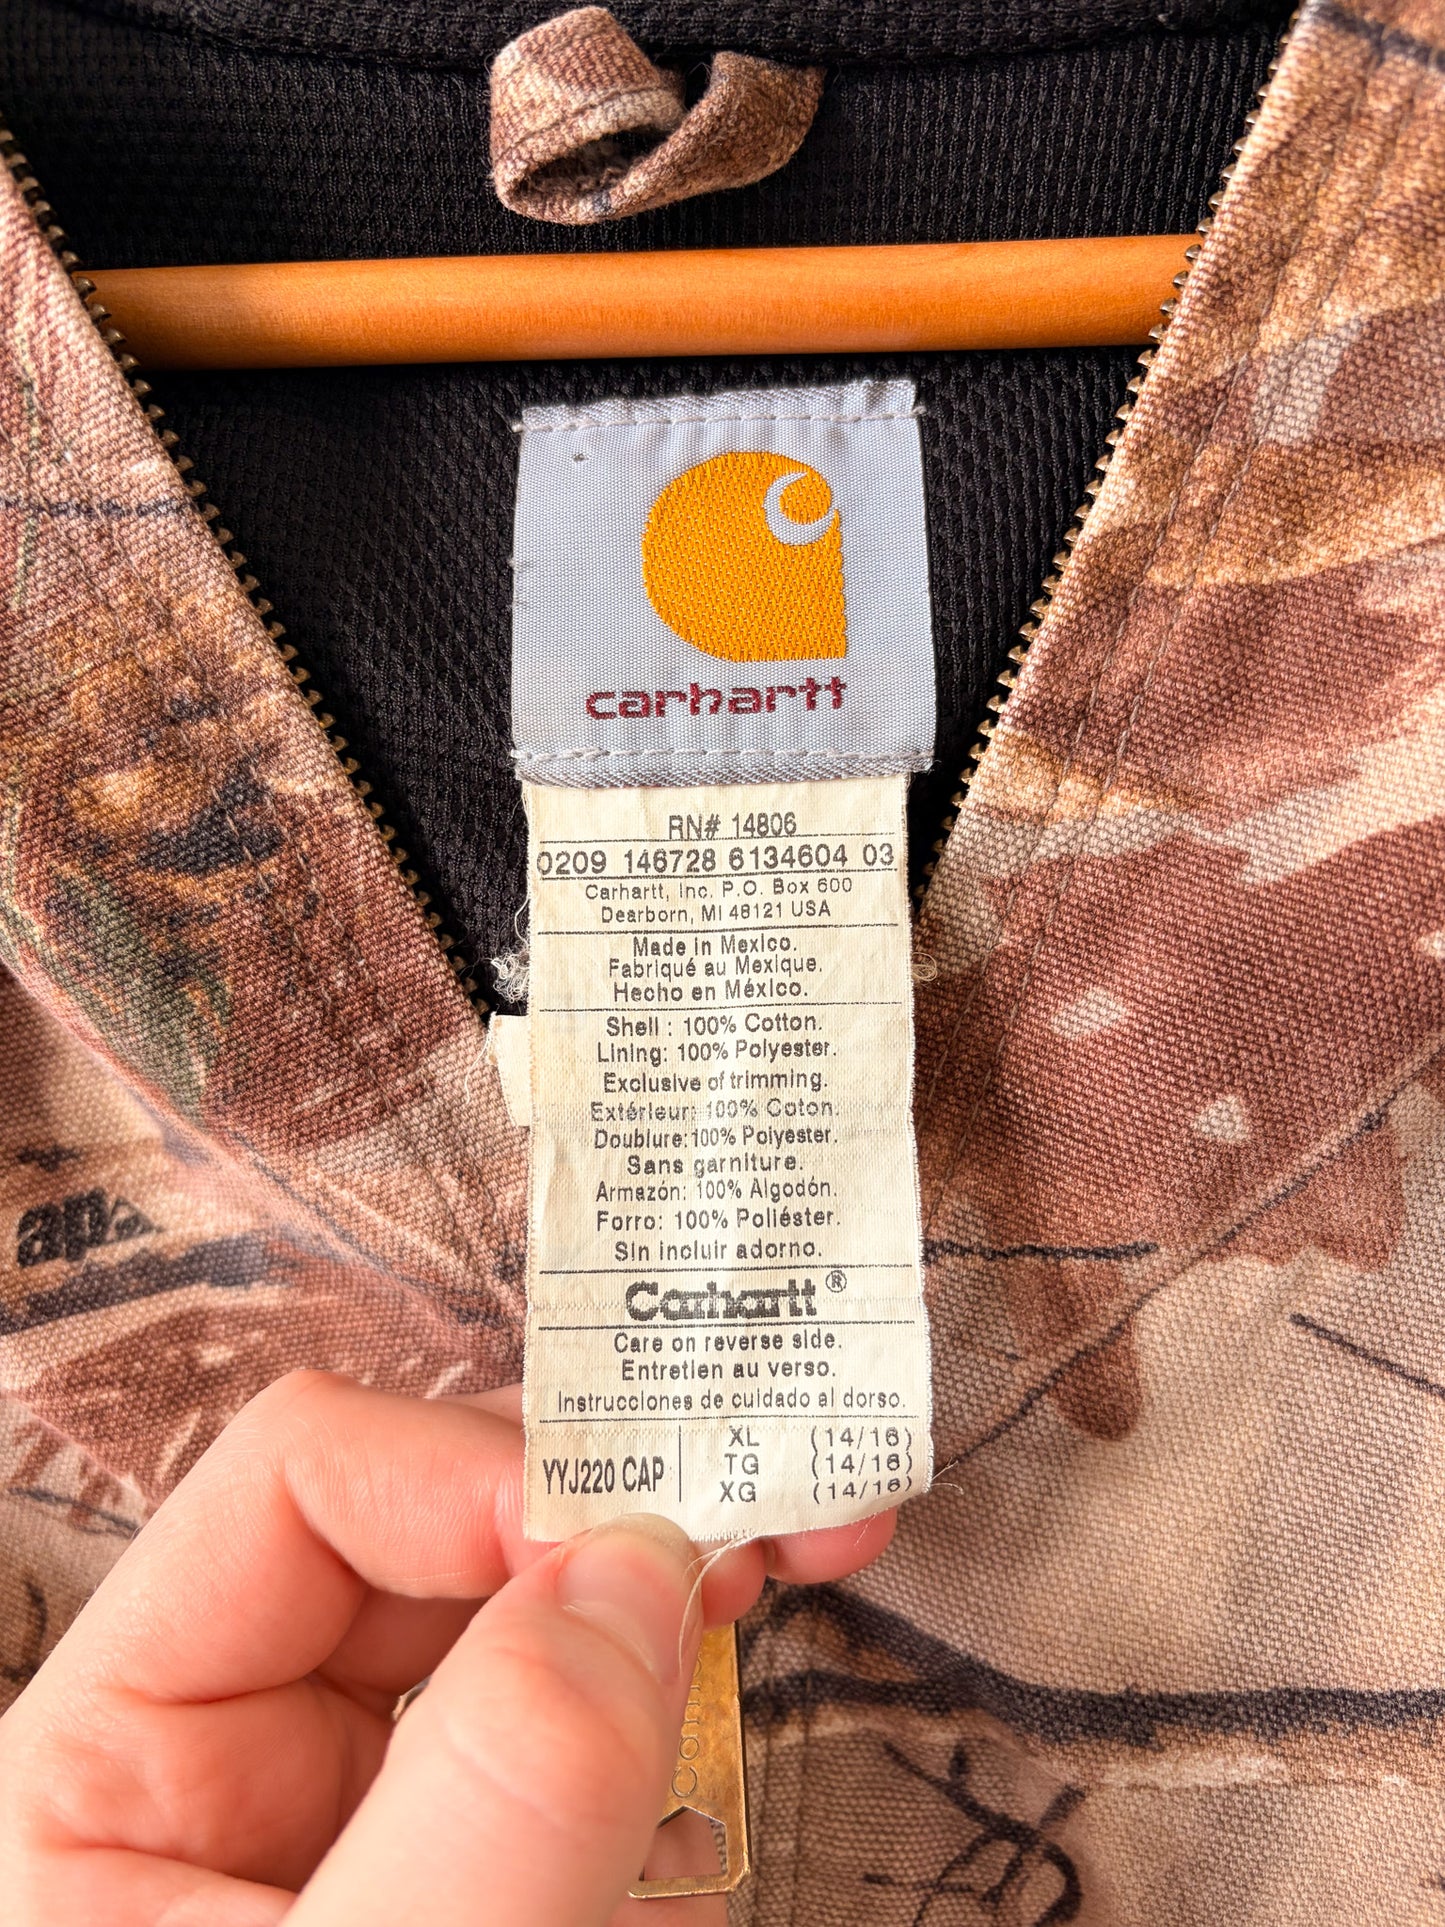 carhartt
RN# 14806
0209 146728 6134604 03
Carhartt, Inc. P.O. Box 600
Dearborn, MI 48121 USA
Made in Mexico.
Fabriqué au Mexique.
Hecho en México.
Shell : 100% Cotton.
Lining: 100% Polyester.
Exclusive of trimming.
Extérieur: 100% Coton.
Doublure: 100% Polyester.
Sans garniture.
Armazón: 100% Algodón.
Forro: 100% Poliéster.
Sin incluir adorno.
Carhartt ®
Care on reverse side.
Entretien au verso.
Instrucciones de cuidado al dorso.
YYJ220 CAP
XL (14/16)
TG (14/16)
XG (14/16)